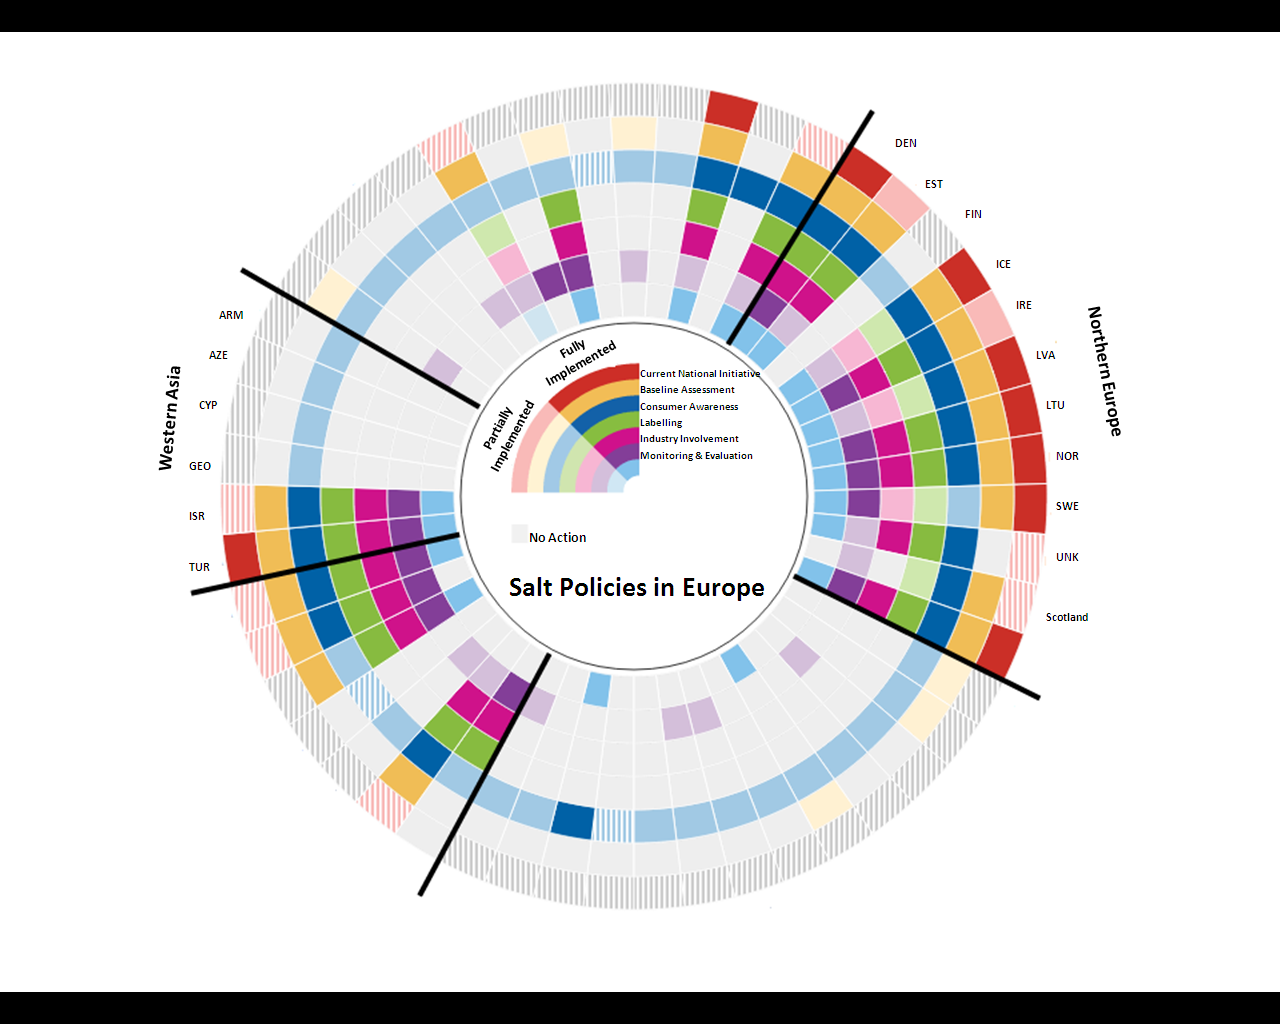 DEN
EST
FIN
ICE
IRE
LVA
LTU
NOR
SWE
UNK
Scotland
Northern Europe
ARM
AZE
CYP
GEO
ISR
TUR
Western Asia
Fully
Implemented
Partially
Implemented
Current National Initiative
Baseline Assessment
Consumer Awareness
Labelling
Industry Involvement
Monitoring & Evaluation
No Action
Salt Policies in Europe